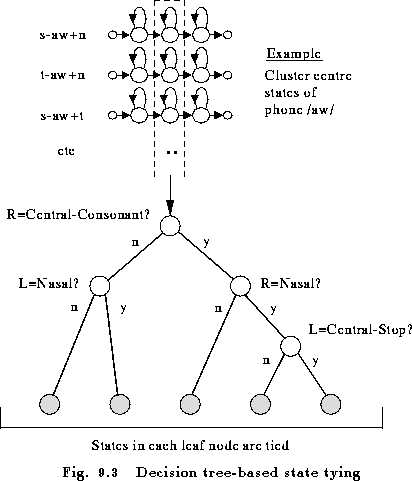 s-aw+n
t-aw+n
s-aw+t
etc
..
Example
Cluster centre
states of
phone /aw/
R=Central-Consonant?
n
y
L=Nasal?
R=Nasal?
n
y
n
y
L=Central-Stop?
n
y
States in each leaf node are tied
Fig. 9.3 Decision tree-based state tying